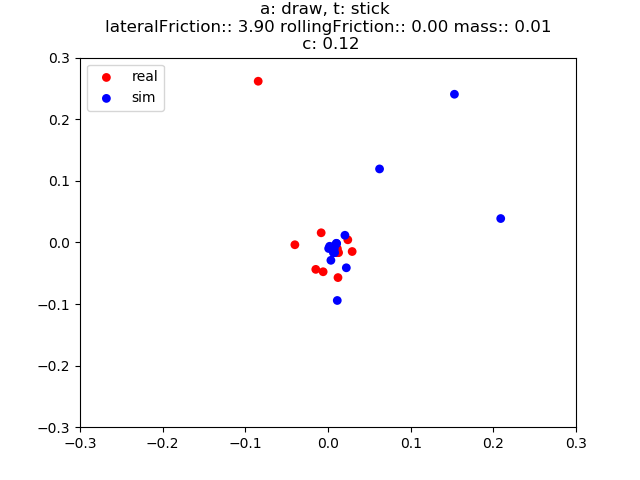 a: draw, t: stick
lateralFriction:: 3.90 rollingFriction:: 0.00 mass:: 0.01
c: 0.12
real
sim
0.3
0.2
0.1
0.0
−0.1
−0.2
−0.3
−0.3 −0.2 −0.1 0.0 0.1 0.2 0.3